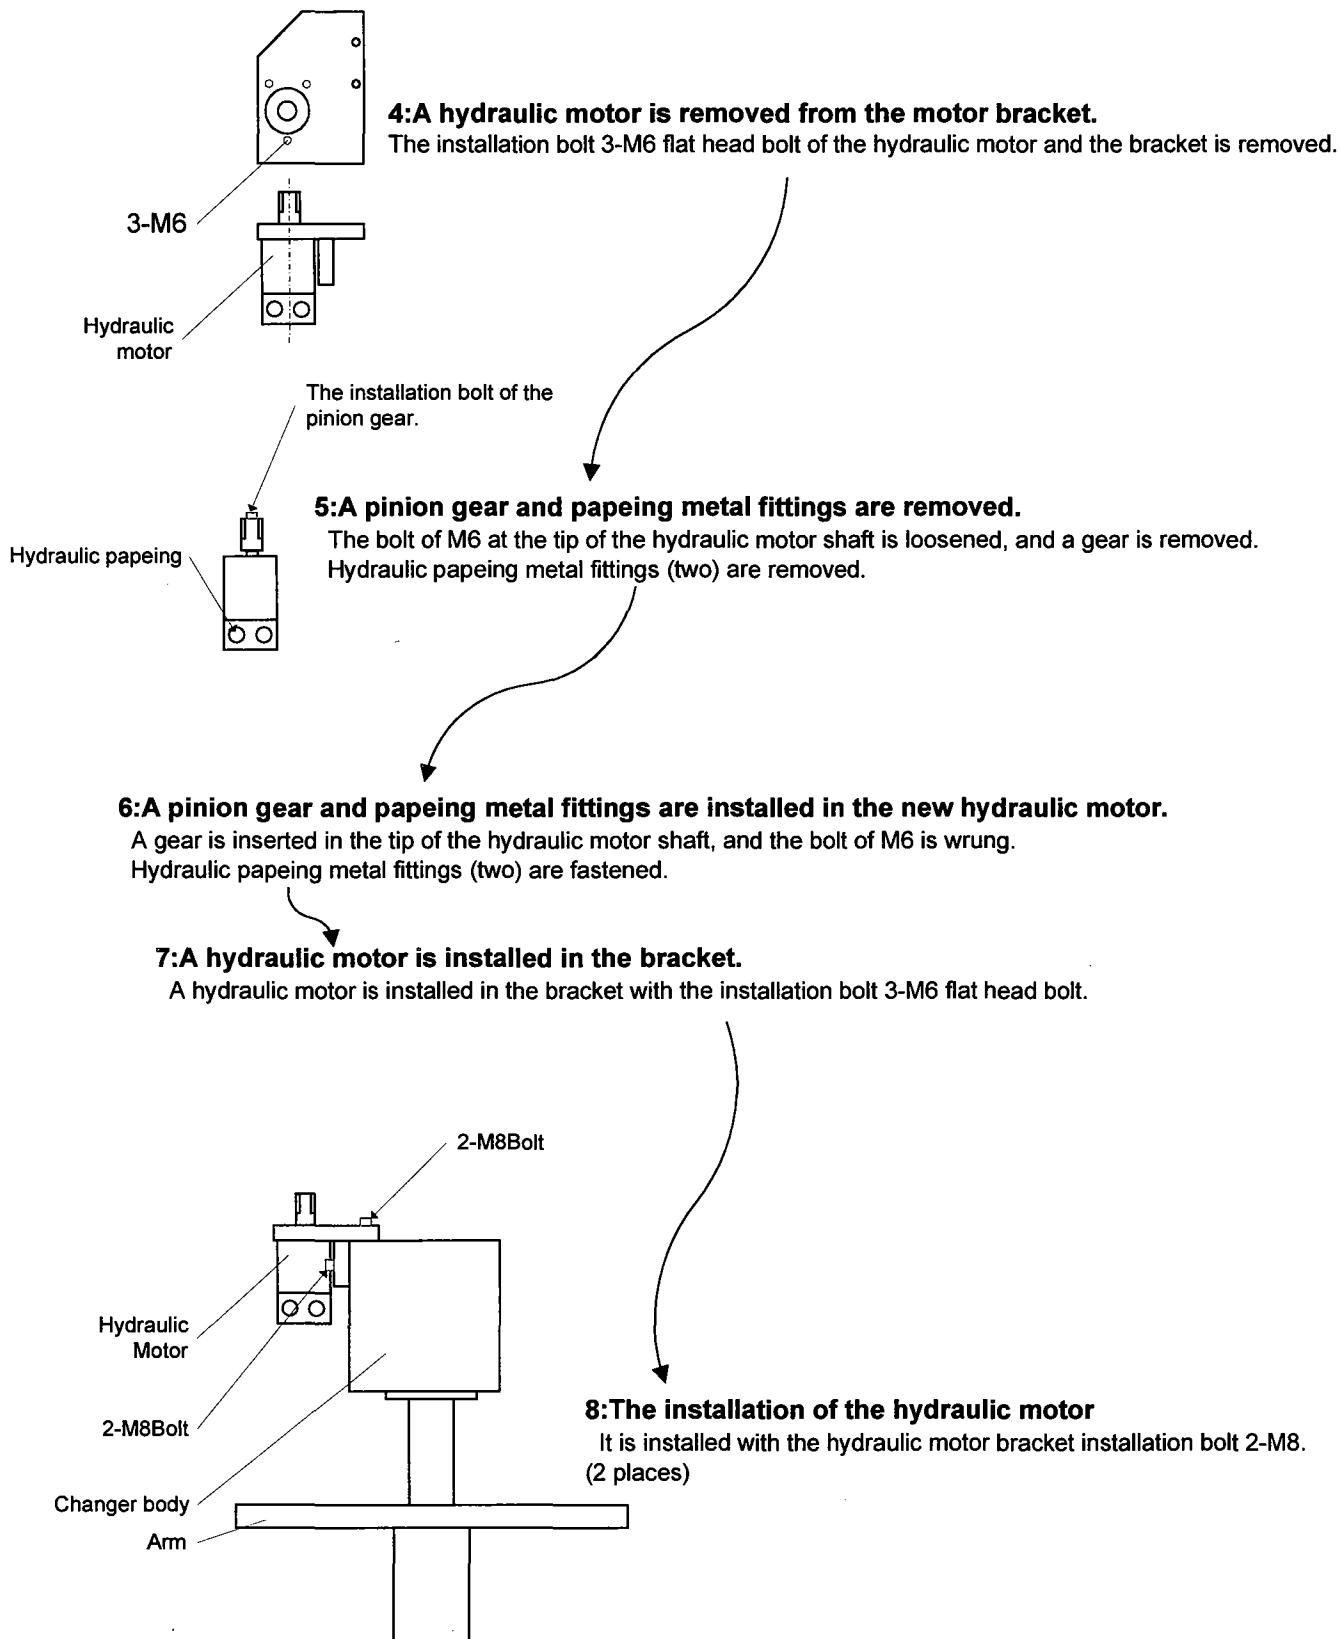 4:A hydraulic motor is removed from the motor bracket.
The installation bolt 3-M6 flat head bolt of the hydraulic motor and the bracket is removed.
3-M6
Hydraulic
motor
The installation bolt of the
pinion gear.
5:A pinion gear and papeing metal fittings are removed.
The bolt of M6 at the tip of the hydraulic motor shaft is loosened, and a gear is removed.
Hydraulic papeing metal fittings (two) are removed.
Hydraulic papeing
6:A pinion gear and papeing metal fittings are installed in the new hydraulic motor.
A gear is inserted in the tip of the hydraulic motor shaft, and the bolt of M6 is wrung.
Hydraulic papeing metal fittings (two) are fastened.
7:A hydraulic motor is installed in the bracket.
A hydraulic motor is installed in the bracket with the installation bolt 3-M6 flat head bolt.
2-M8Bolt
Hydraulic
Motor
2-M8Bolt
8:The installation of the hydraulic motor
It is installed with the hydraulic motor bracket installation bolt 2-M8.
(2 places)
Changer body
Arm